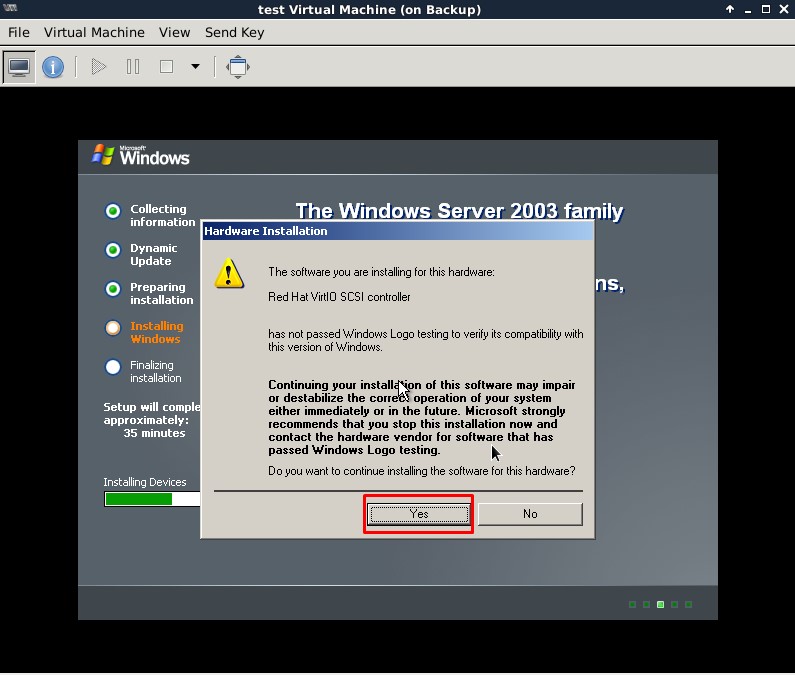 test Virtual Machine (on Backup)
File Virtual Machine View Send Key
Microsoft
Windows
Collecting
information
Dynamic
Update
Preparing
installation
Installing
Windows
Finalizing
installation
Setup will comple
approximately:
35 minutes
Installing Devices
The Windows Server 2003 family
ns,
Hardware Installation
The software you are installing for this hardware:
Red Hat VirtIO SCSI controller
has not passed Windows Logo testing to verify its compatibility with
this version of Windows.
Continuing your installation of this software may impair
or destabilize the correct operation of your system
either immediately or in the future. Microsoft strongly
recommends that you stop this installation now and
contact the hardware vendor for software that has
passed Windows Logo testing.
Do you want to continue installing the software for this hardware?
Yes No